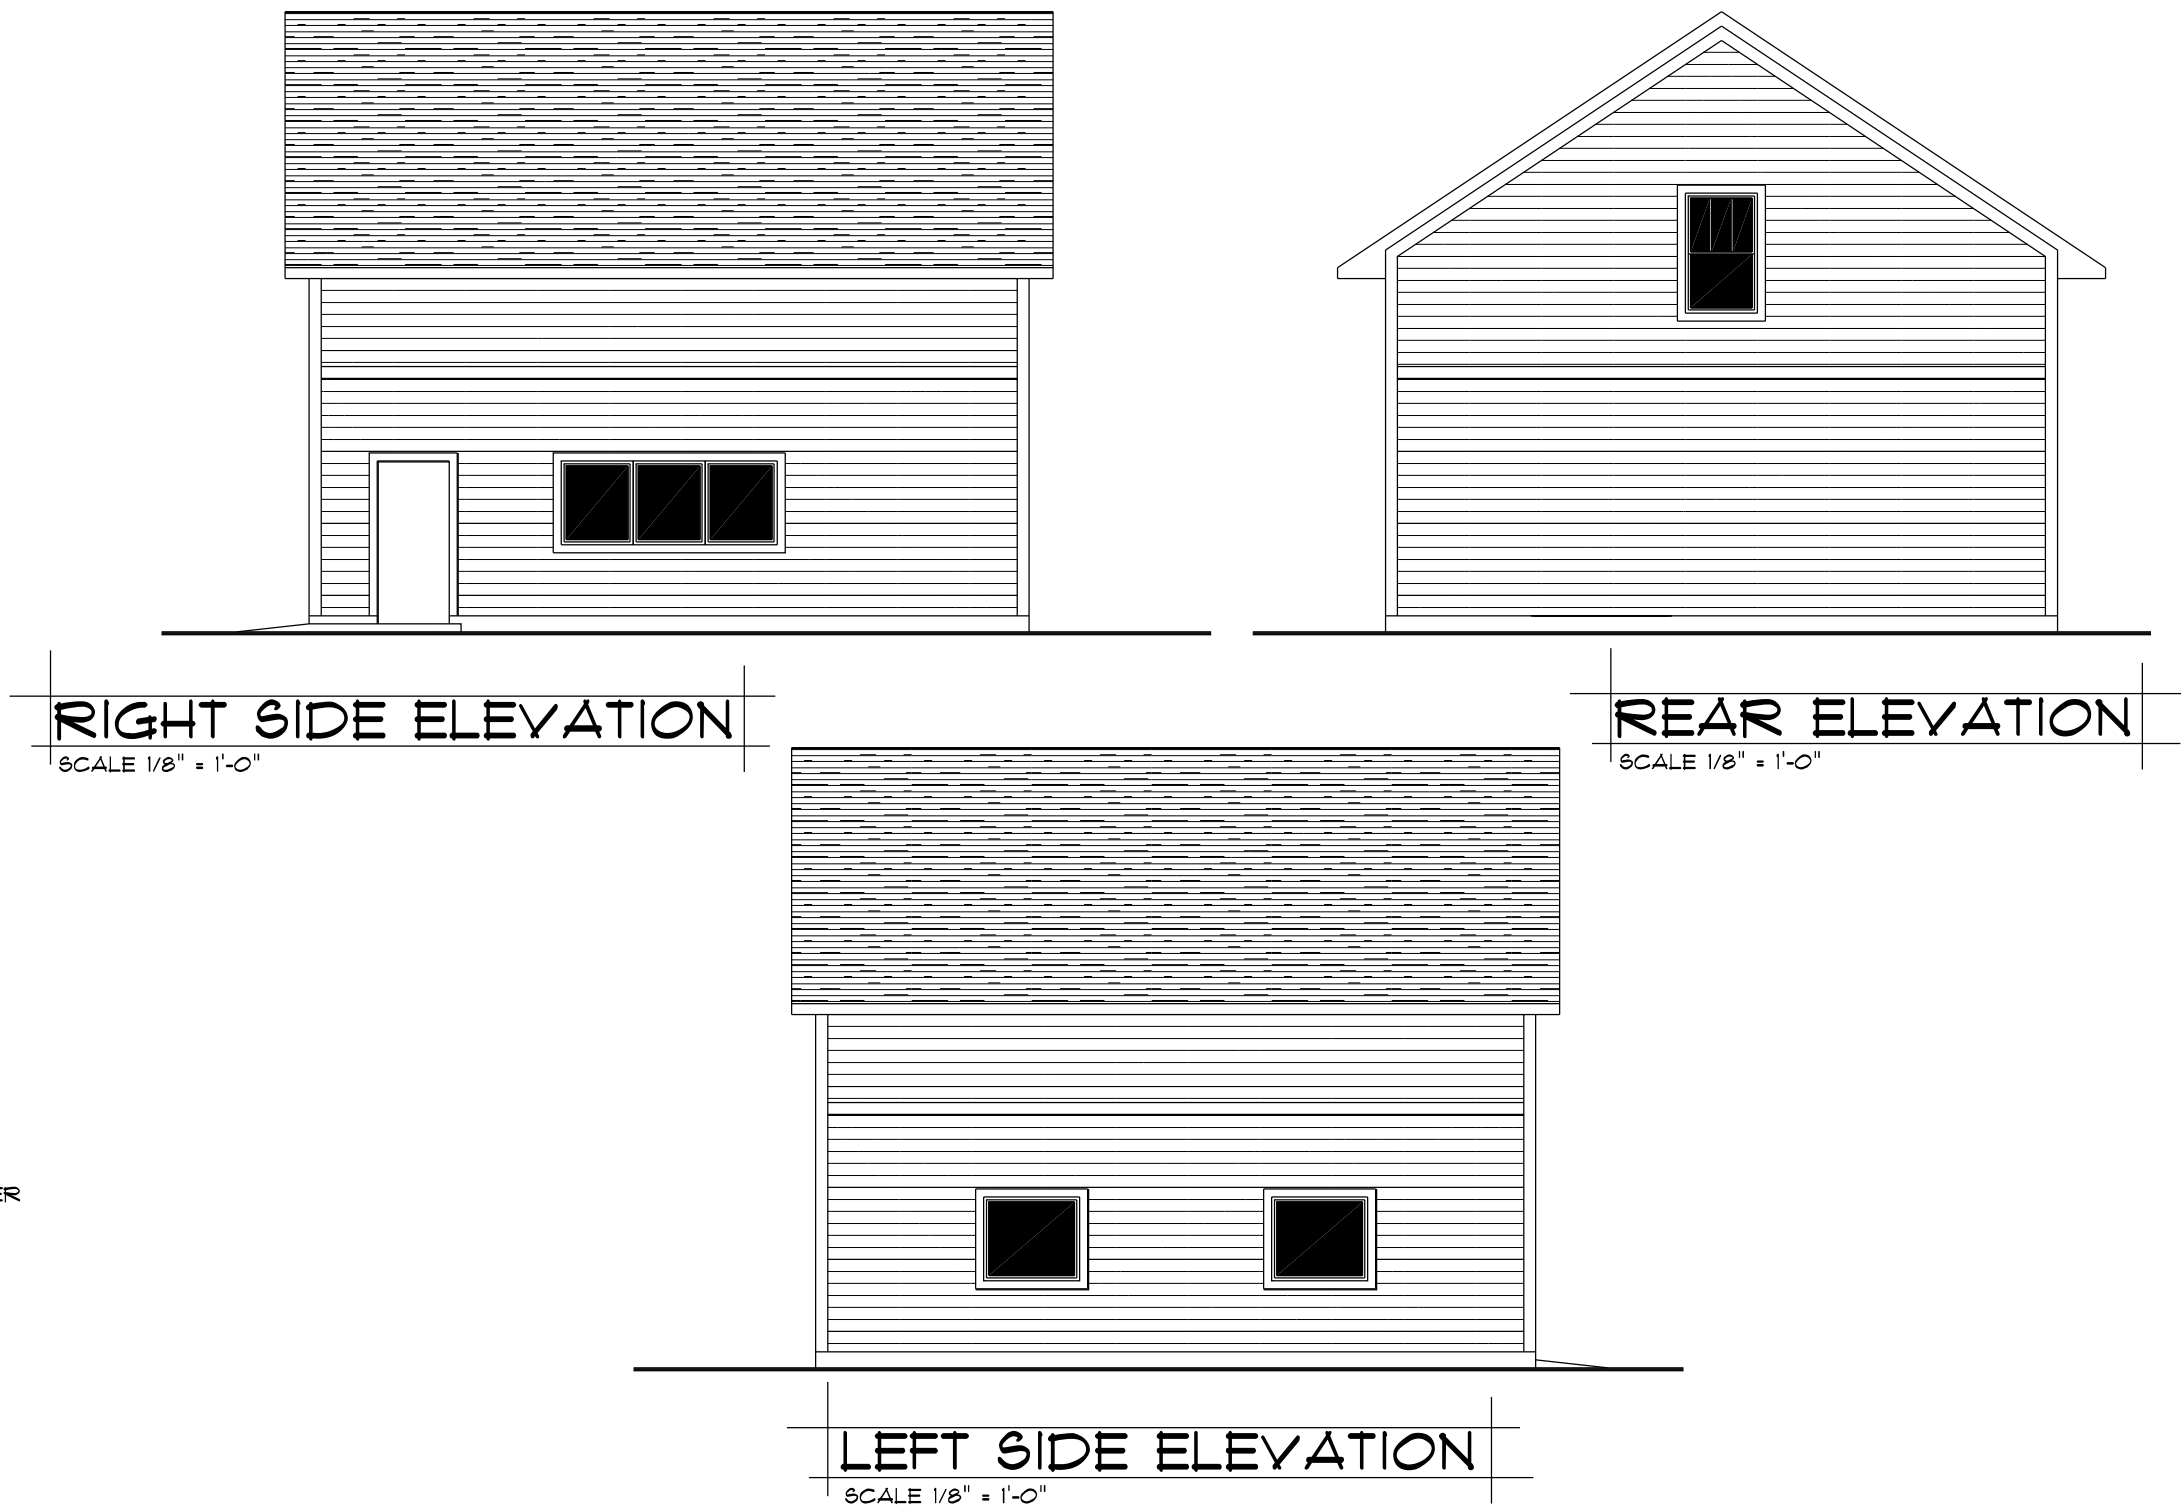 RIGHT SIDE ELEVATION
SCALE 1/8" = 1'-0"
REAR ELEVATION
SCALE 1/8" = 1'-0"
LEFT SIDE ELEVATION
SCALE 1/8" = 1'-0"